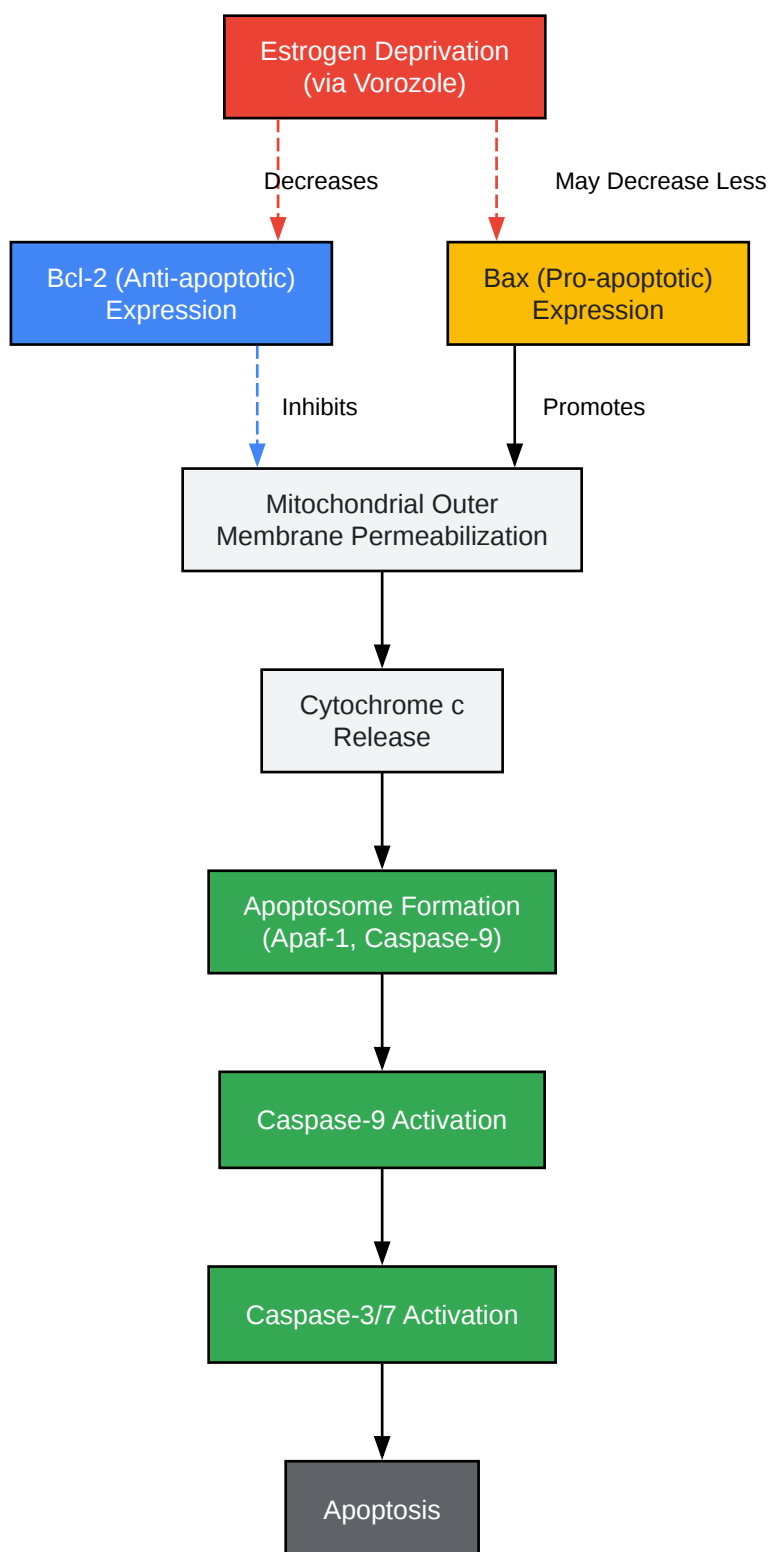 Estrogen Deprivation
(via Vorozole)
Decreases
May Decrease Less
Bcl-2 (Anti-apoptotic)
Expression
Bax (Pro-apoptotic)
Expression
Inhibits
Promotes
Mitochondrial Outer
Membrane Permeabilization
Cytochrome c
Release
Apoptosome Formation
(Apaf-1, Caspase-9)
Caspase-9 Activation
Caspase-3/7 Activation
Apoptosis